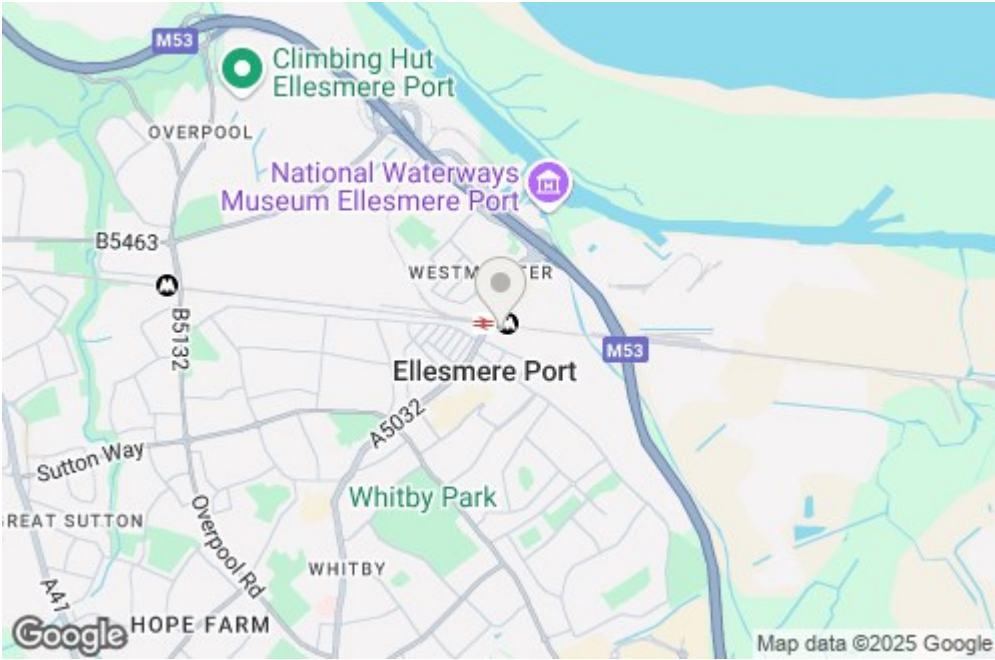 M53
Climbing Hut
Ellesmere Port
OVERPOOL
National Waterways
Museum Ellesmere Port
B5463
B5132
M53
Ellesmere Port
A5032
Sutton Way
Overpool Rd
Whitby Park
GREAT SUTTON
WHITBY
A41
HOPE FARM
Google
Map data ©2025 Google